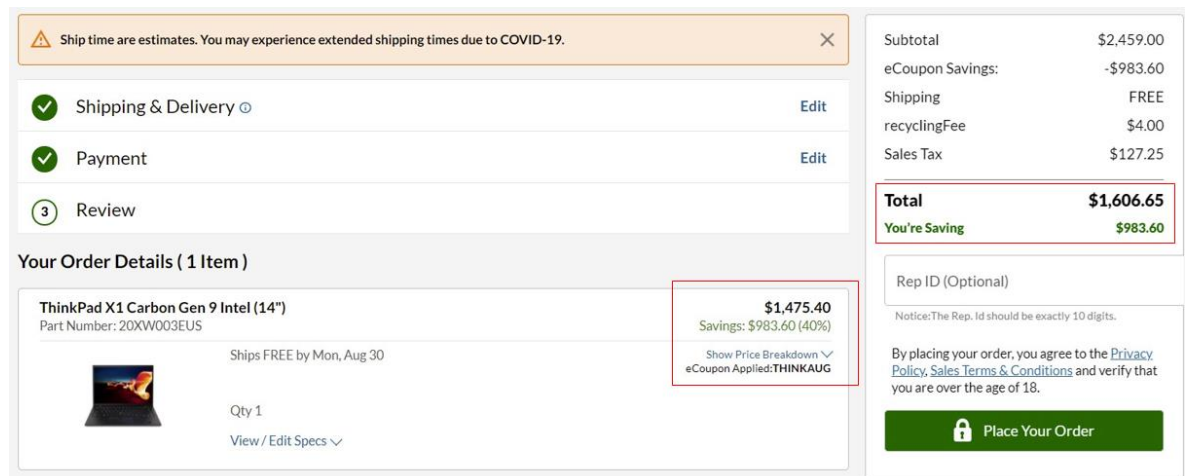 Ship time are estimates. You may experience extended shipping times due to COVID-19.
Shipping & Delivery
Edit
Payment
Edit
3
Review
Your Order Details ( 1 Item )
ThinkPad X1 Carbon Gen 9 Intel (14")
$1,475.40
Part Number: 20XW003EUS
Savings: $983.60 (40%)
Ships FREE by Mon, Aug 30
Show Price Breakdown
eCoupon Applied:THINKAUG
Qty 1
View / Edit Specs
Subtotal $2,459.00
eCoupon Savings: -$983.60
Shipping FREE
recyclingFee $4.00
Sales Tax $127.25
Total $1,606.65
You're Saving $983.60
Rep ID (Optional)
Notice:The Rep. Id should be exactly 10 digits.
By placing your order, you agree to the Privacy
Policy, Sales Terms & Conditions and verify that
you are over the age of 18.
Place Your Order